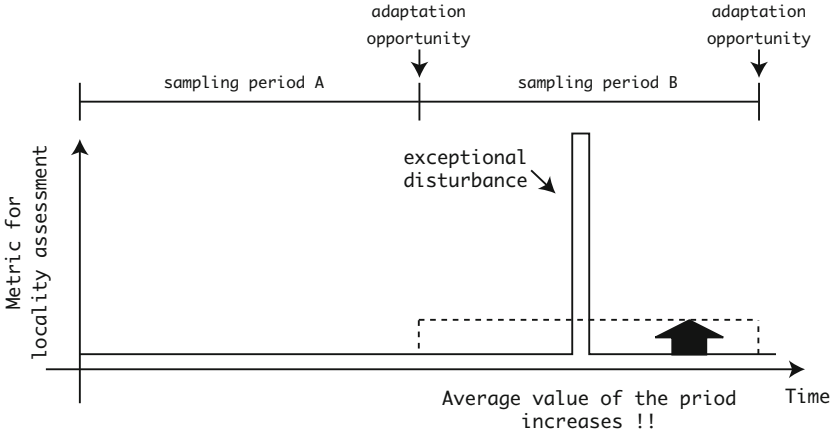 adaptation
opportunity
adaptation
opportunity
sampling period A
sampling period B
exceptional
disturbance
Metric for
locality assessment
Average value of the priod
increases !!
Time